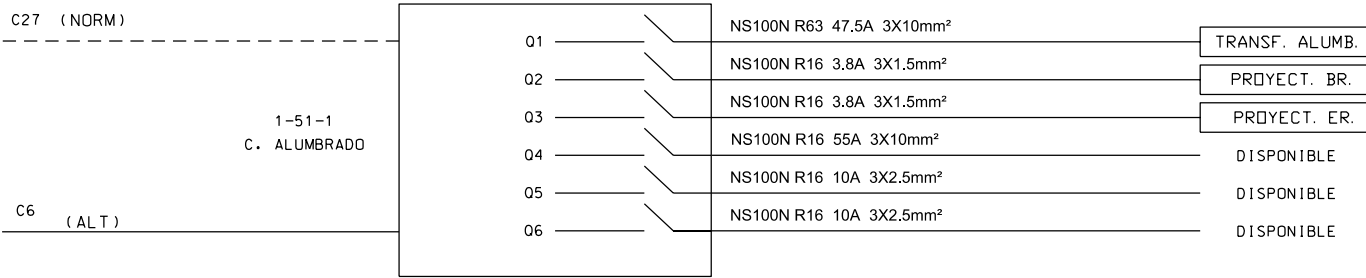 C27 (NORM)
1-51-1
C. ALUMBRADO
C6 (ALT)
Q1 NS100N R63 47.5A 3X10mm² TRANSF. ALUMB.
Q2 NS100N R16 3.8A 3X1.5mm² PROYECT. BR.
Q3 NS100N R16 3.8A 3X1.5mm² PROYECT. ER.
Q4 NS100N R16 55A 3X10mm² DISPONIBLE
Q5 NS100N R16 10A 3X2.5mm² DISPONIBLE
Q6 NS100N R16 10A 3X2.5mm² DISPONIBLE